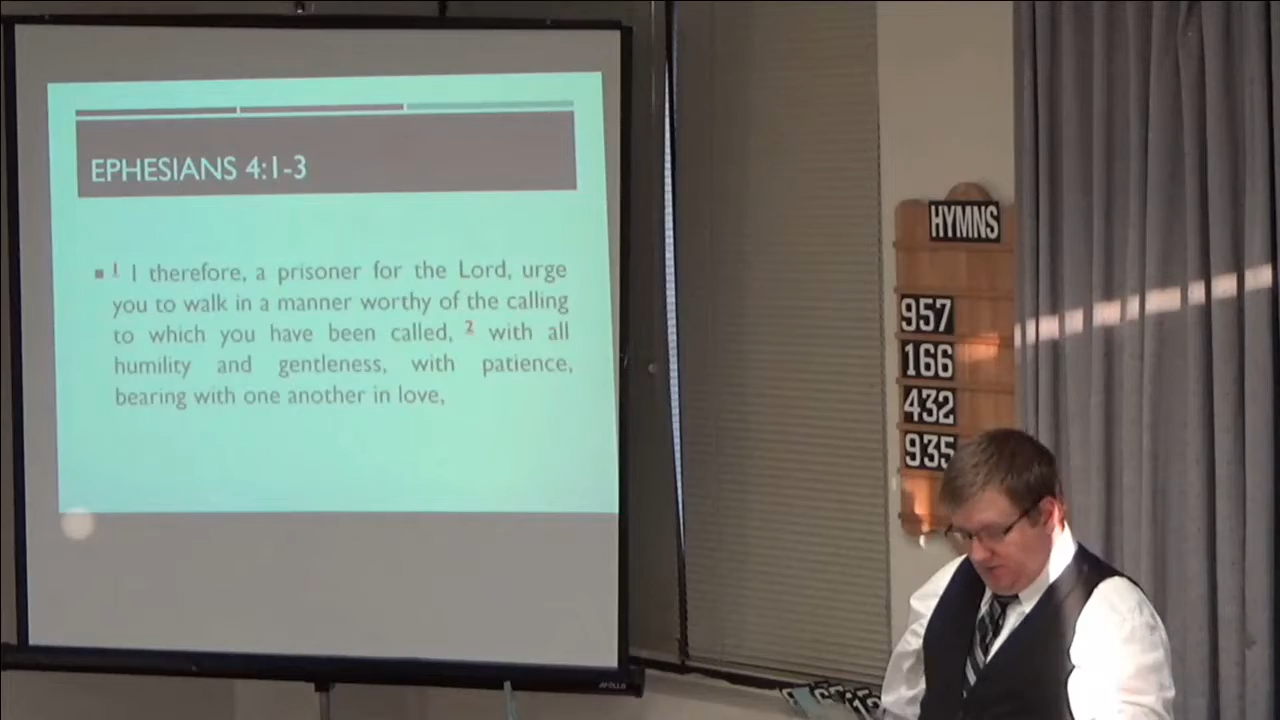 EPHESIANS 4:1-3
1 I therefore, a prisoner for the Lord, urge
you to walk in a manner worthy of the calling
to which you have been called, 2 with all
humility and gentleness, with patience,
bearing with one another in love,
HYMNS
957
166
432
935
APOLLO